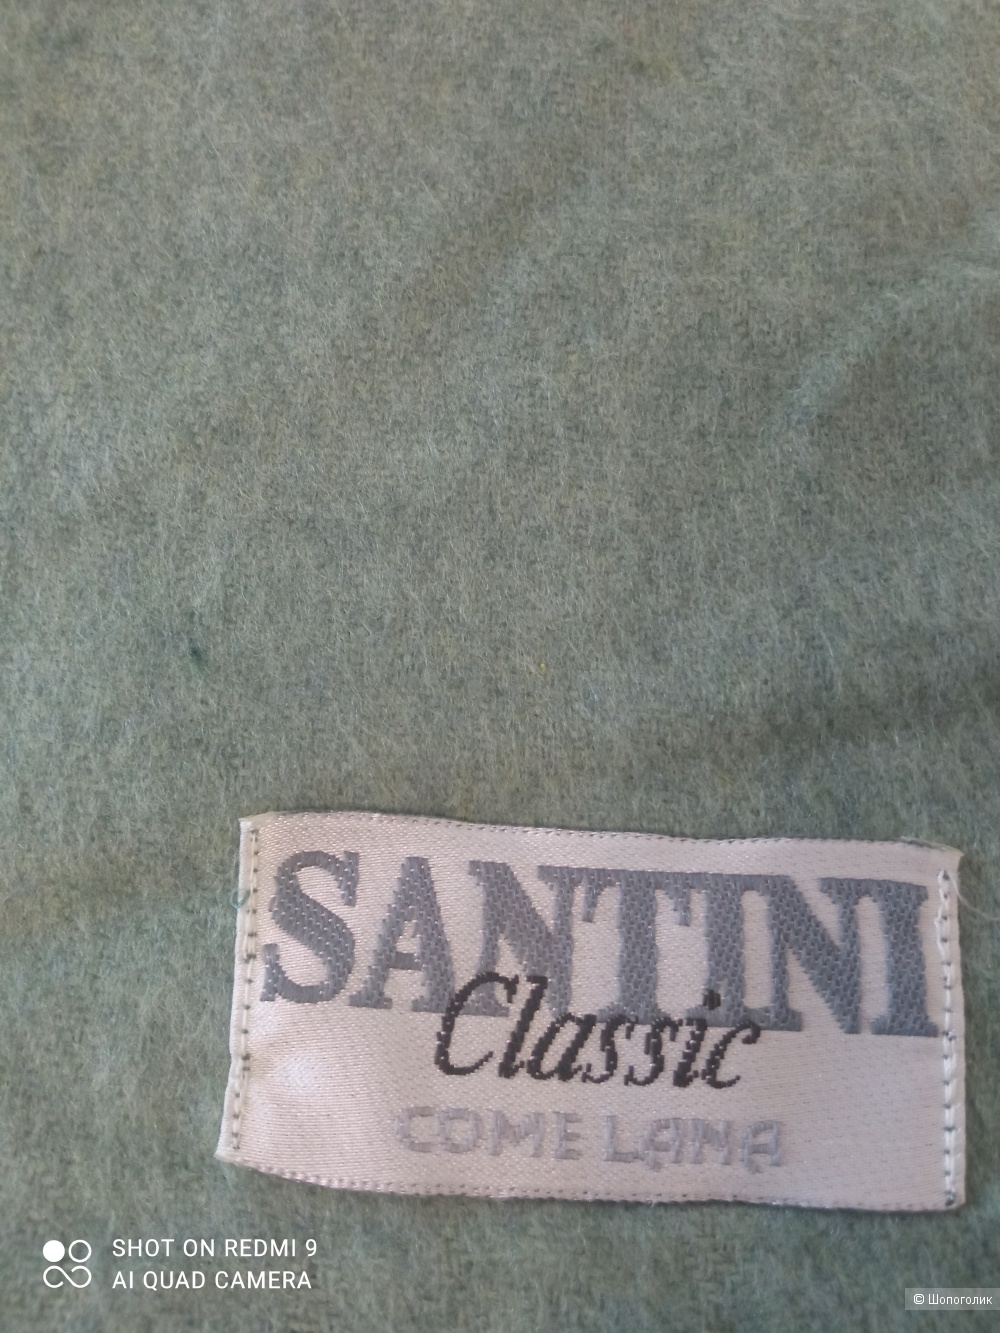 SANTINI
Classic
COME LANA
SHOT ON REDMI 9
AI QUAD CAMERA
© Шопоголик